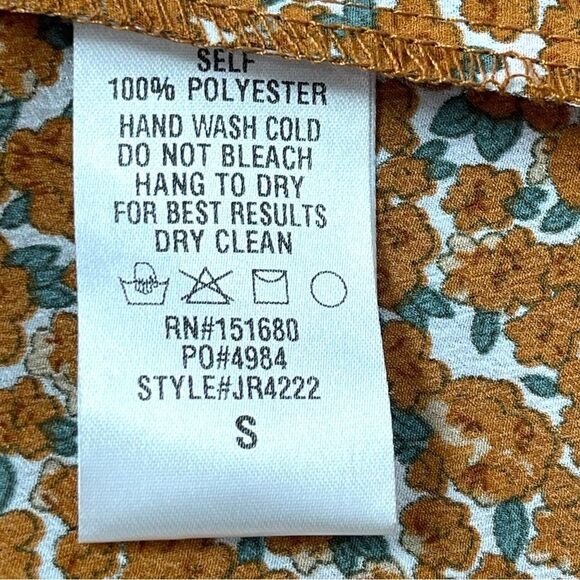 SELF
100% POLYESTER
HAND WASH COLD
DO NOT BLEACH
HANG TO DRY
FOR BEST RESULTS
DRY CLEAN
RN#151680
PO#4984
STYLE#JR4222
S